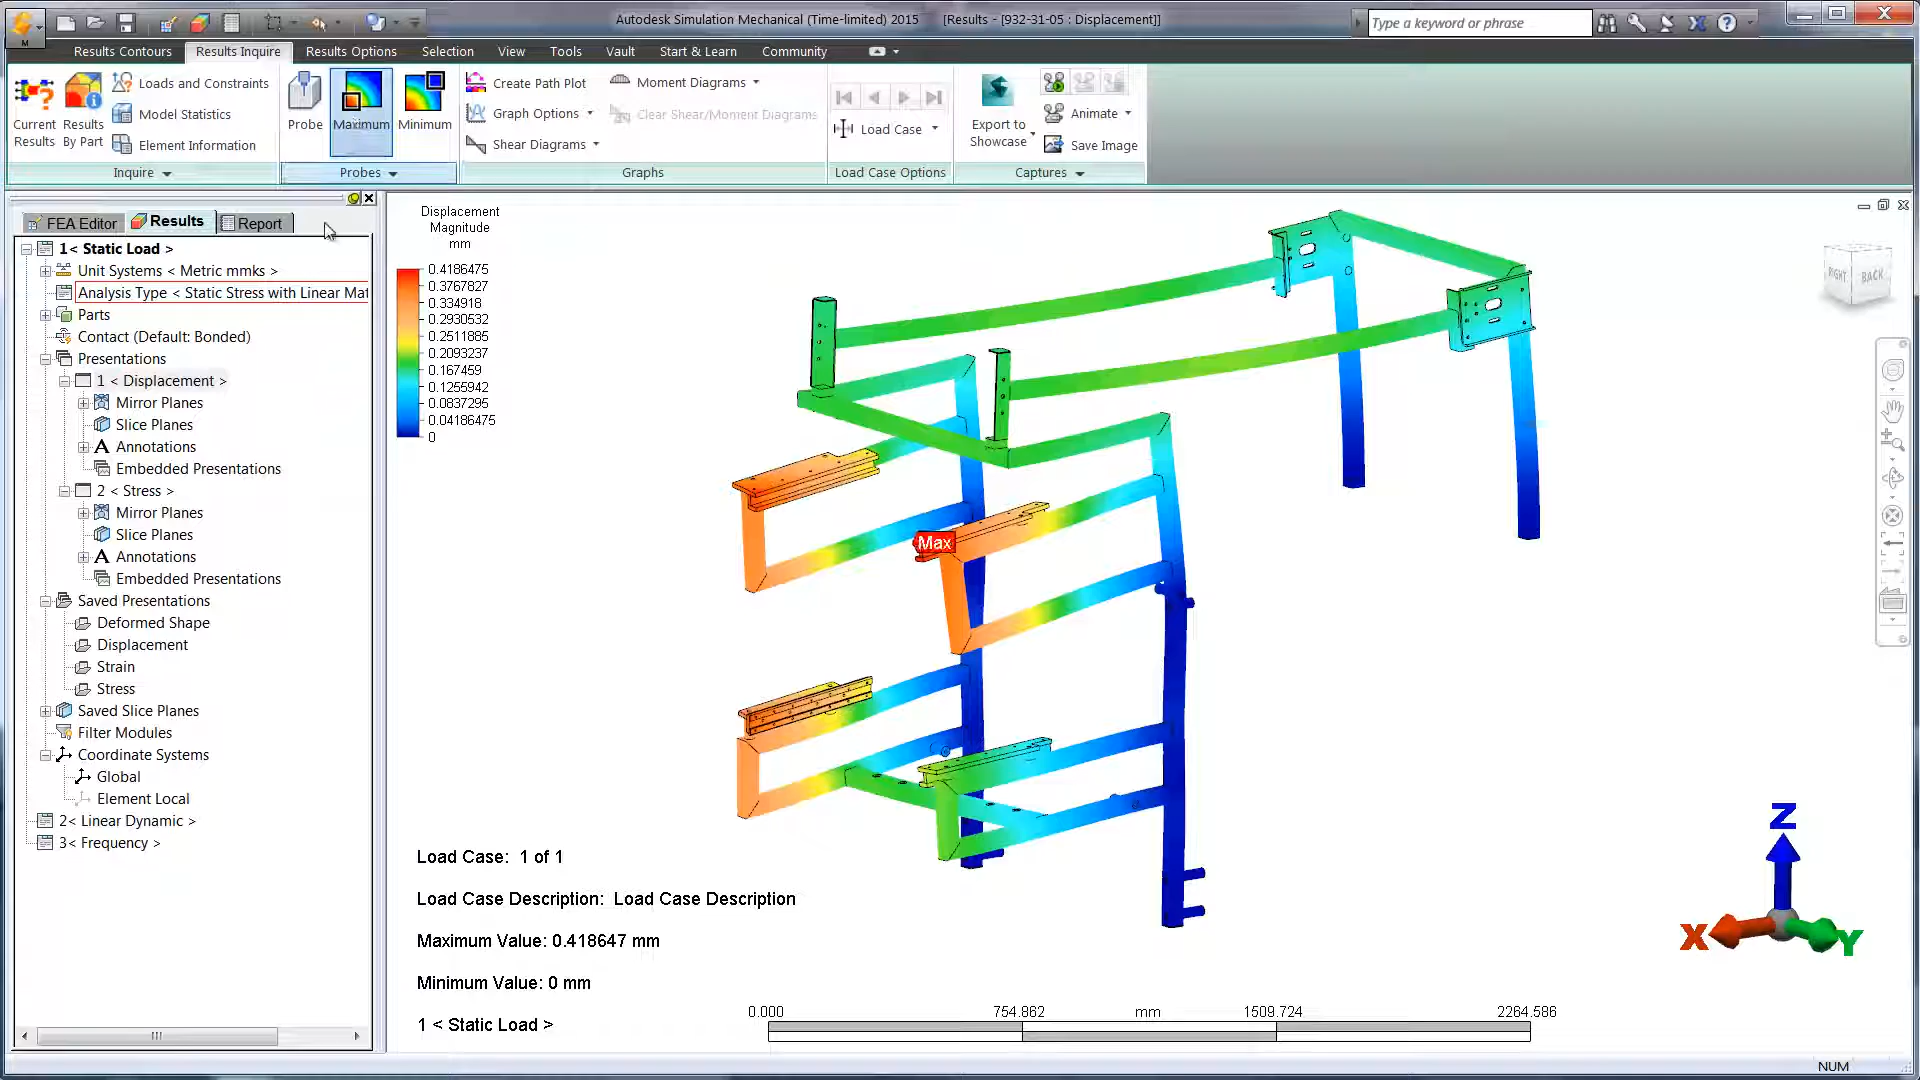 Autodesk Simulation Mechanical (Time-limited) 2015 [Results - [932-31-05 : Displacement]]
Type a keyword or phrase
M
Results Contours
Results Inquire
Results Options
Selection
View
Tools
Vault
Start & Learn
Community
Current Results
Results By Part
Loads and Constraints
Model Statistics
Element Information
Inquire
Probe
Maximum
Minimum
Probes
Create Path Plot
Graph Options
Shear Diagrams
Moment Diagrams
Clear Shear/Moment Diagrams
Graphs
Load Case
Load Case Options
Export to Showcase
Animate
Save Image
Captures
FEA Editor
Results
Report
1< Static Load >
Unit Systems < Metric mmks >
Analysis Type < Static Stress with Linear Mat
Parts
Contact (Default: Bonded)
Presentations
1 < Displacement >
Mirror Planes
Slice Planes
A Annotations
Embedded Presentations
2 < Stress >
Mirror Planes
Slice Planes
A Annotations
Embedded Presentations
Saved Presentations
Deformed Shape
Displacement
Strain
Stress
Saved Slice Planes
Filter Modules
Coordinate Systems
Global
Element Local
2< Linear Dynamic >
3< Frequency >
Displacement
Magnitude
mm
0.4186475
0.3767827
0.334918
0.2930532
0.2511885
0.2093237
0.167459
0.1255942
0.0837295
0.04186475
0
Max
RIGHT
BACK
Load Case: 1 of 1
Load Case Description: Load Case Description
Maximum Value: 0.418647 mm
Minimum Value: 0 mm
1 < Static Load >
0.000
754.862
mm
1509.724
2264.586
Z
X
Y
NUM